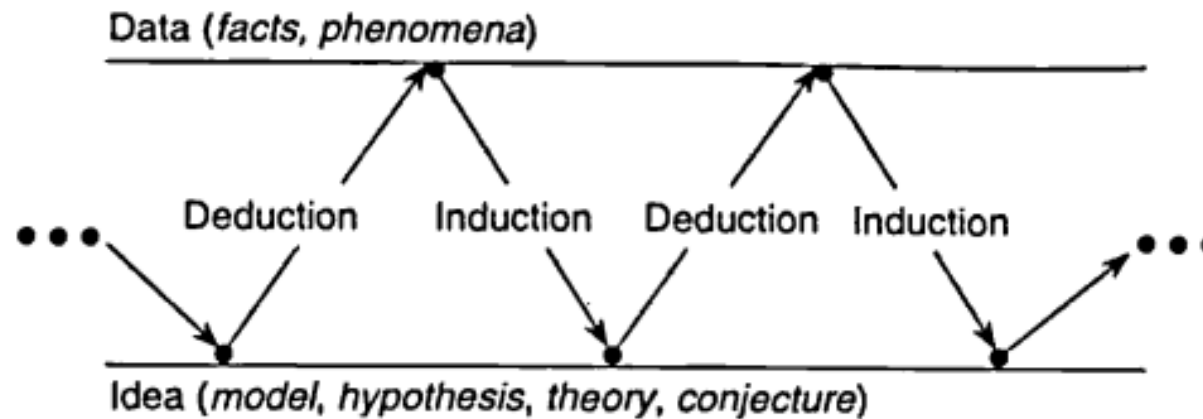 Data (facts, phenomena)
Deduction Induction Deduction Induction
Idea (model, hypothesis, theory, conjecture)